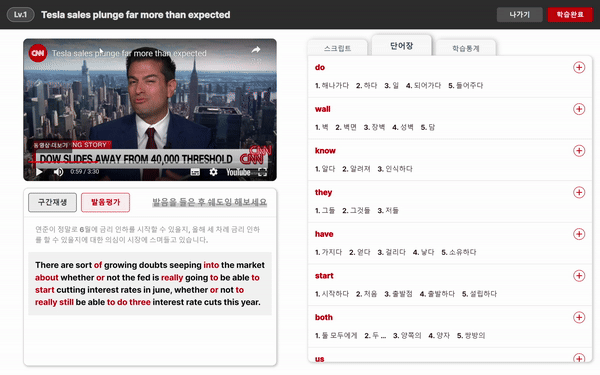 Lv.1
Tesla sales plunge far more than expected
나가기
학습완료
CNN
Tesla sales plunge far more than expected
동영상 더보기
NG STORY
DOW SLIDES AWAY FROM 40,000 THRESHOLD
CNN
0:59 / 3:30
YouTube
구간재생
발음평가
발음을 들은 후 쉐도잉 해보세요
연준이 정말로 6월에 금리 인하를 시작할 수 있을지, 올해 세 차례 금리 인하
를 할 수 있을지에 대한 의심이 시장에 스며들고 있습니다.
There are sort of growing doubts seeping into the market
about whether or not the fed is really going to be able to
start cutting interest rates in june, whether or not to
really still be able to do three interest rate cuts this year.
스크립트
단어장
학습통계
do
1. 해나가다 2. 하다 3. 일 4. 되어가다 5. 들어주다
wall
1. 벽 2. 벽면 3. 장벽 4. 성벽 5. 담
know
1. 알다 2. 알려져 3. 인식하다
they
1. 그들 2. 그것들 3. 저들
have
1. 가지다 2. 얻다 3. 걸리다 4. 낳다 5. 소유하다
start
1. 시작하다 2. 처음 3. 출발점 4. 출발하다 5. 설립하다
both
1. 둘 모두에게 2. 두 ... 3. 양쪽의 4. 양자 5. 쌍방의
us